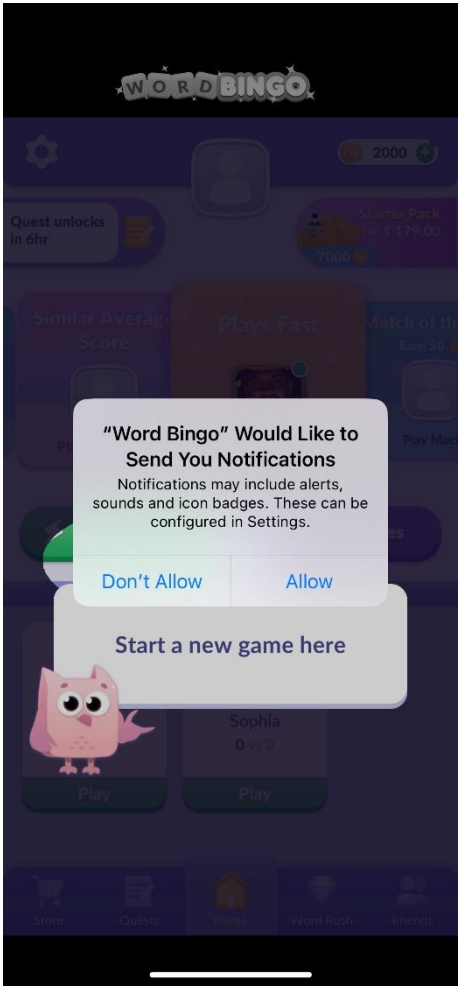 WORDBINGO
2000
Quest unlocks
in 6hr
Starter Pack
for ₹ 179.00
7000
Similar Average
Score
Plays Fast
Match of th
Earn 50
Play Mac
“Word Bingo” Would Like to
Send You Notifications
Notifications may include alerts,
sounds and icon badges. These can be
configured in Settings.
Don’t Allow
Allow
Start a new game here
Sophia
0 vs 0
Play
Play
Store
Quests
Home
Word Rush
Friends